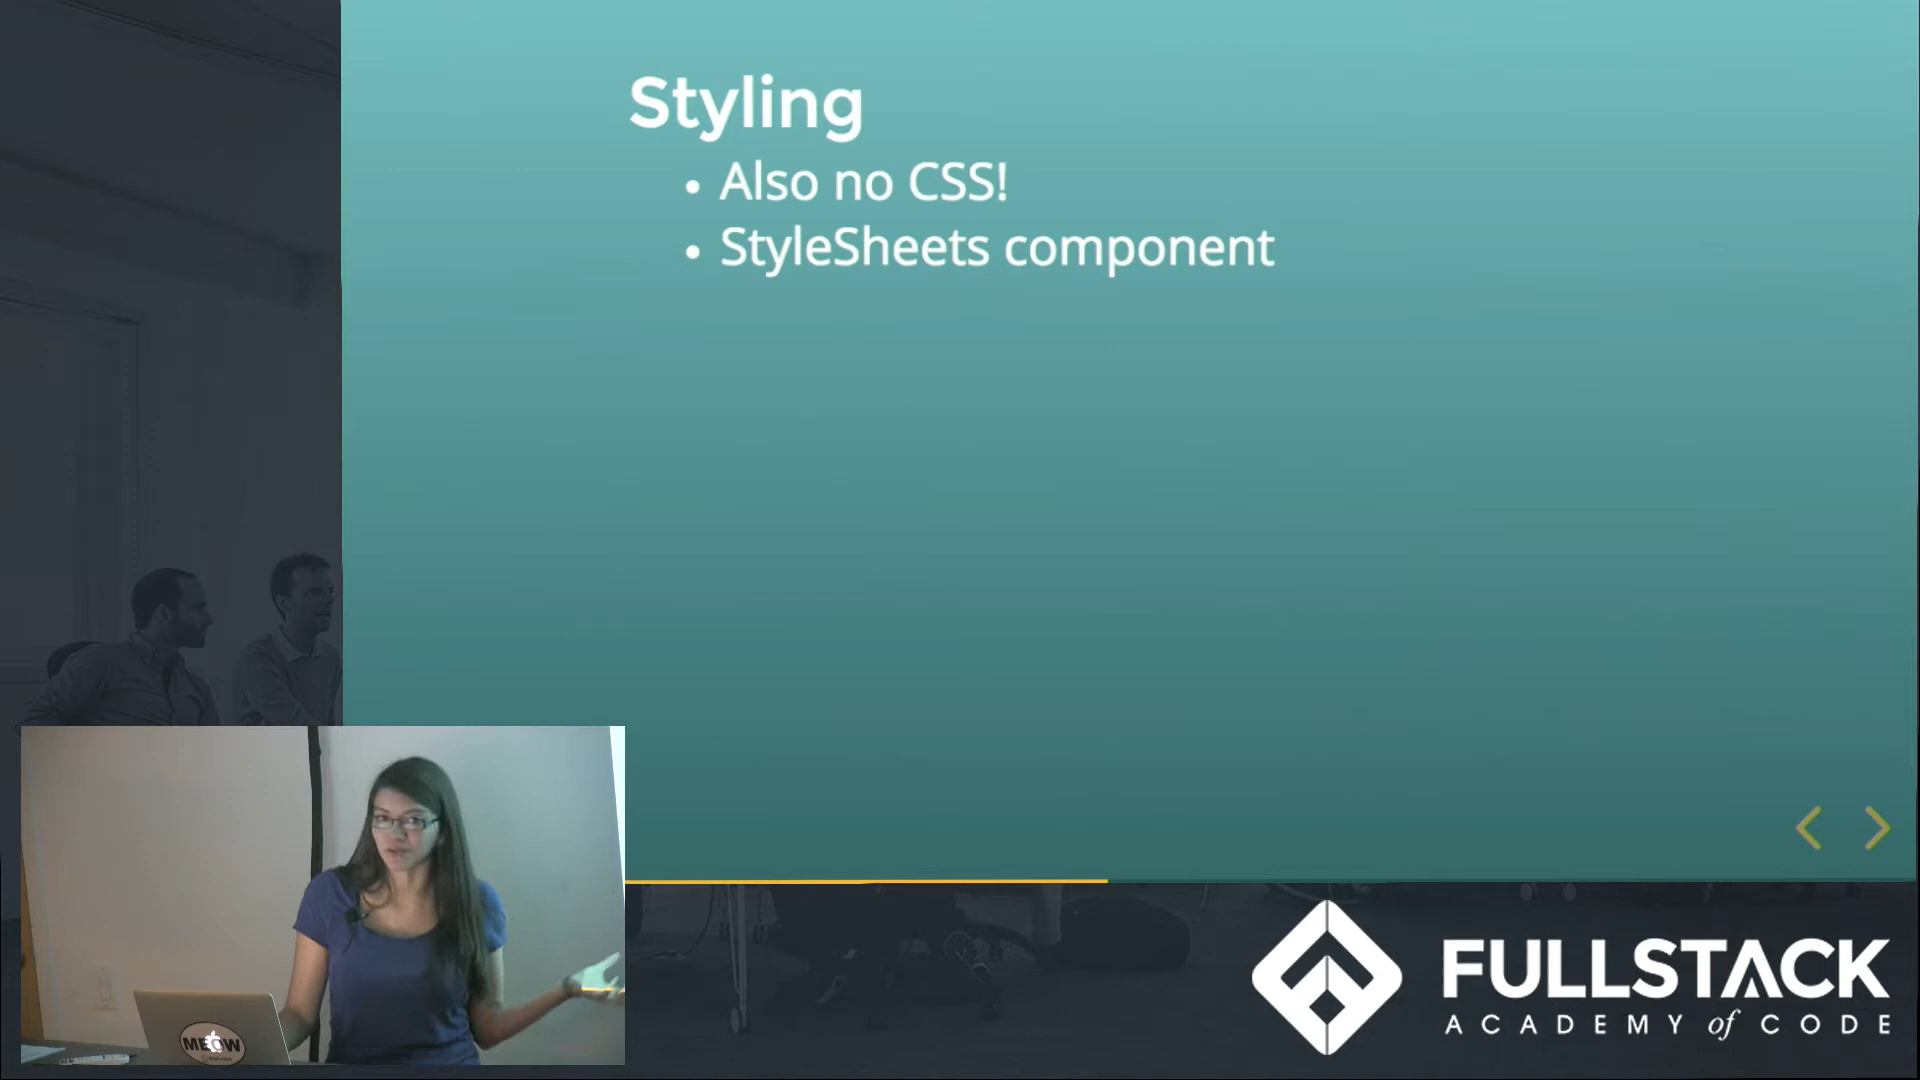 Styling
• Also no CSS!
• StyleSheets component
MEOW
FULLSTACK
ACADEMY of CODE